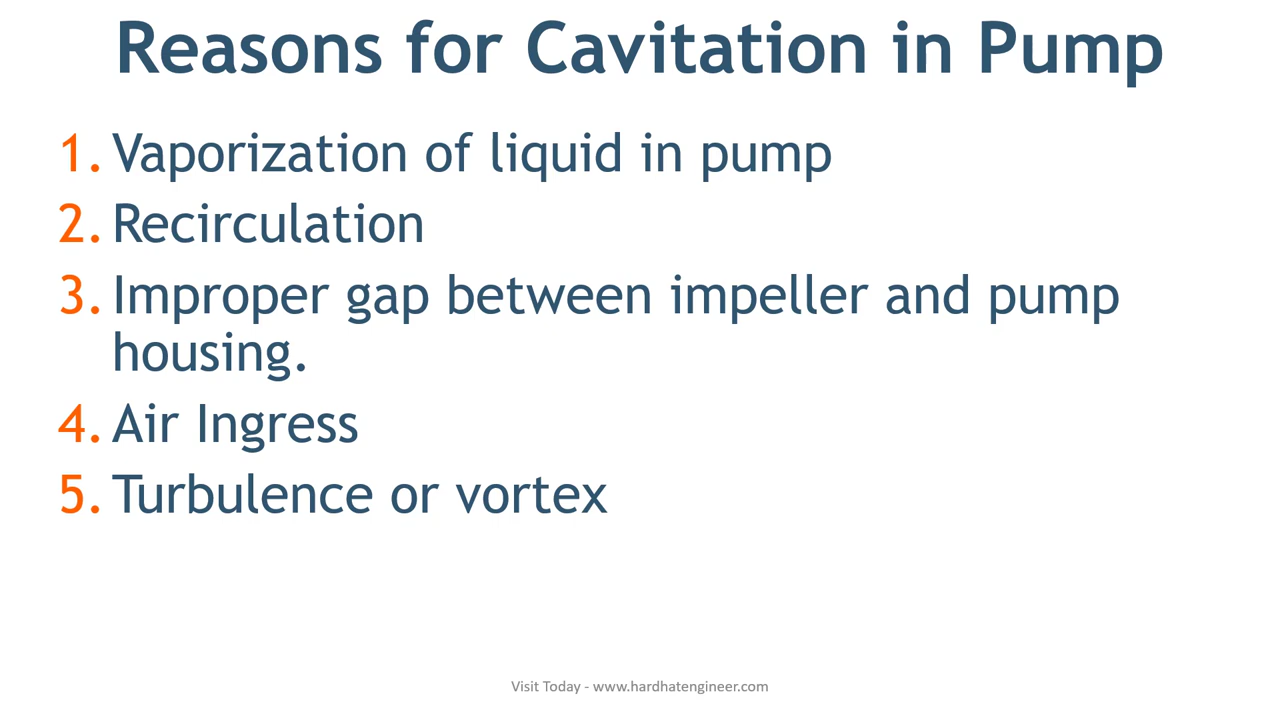 Reasons for Cavitation in Pump
1. Vaporization of liquid in pump
2. Recirculation
3. Improper gap between impeller and pump
housing.
4. Air Ingress
5. Turbulence or vortex
Visit Today - www.hardhatengineer.com